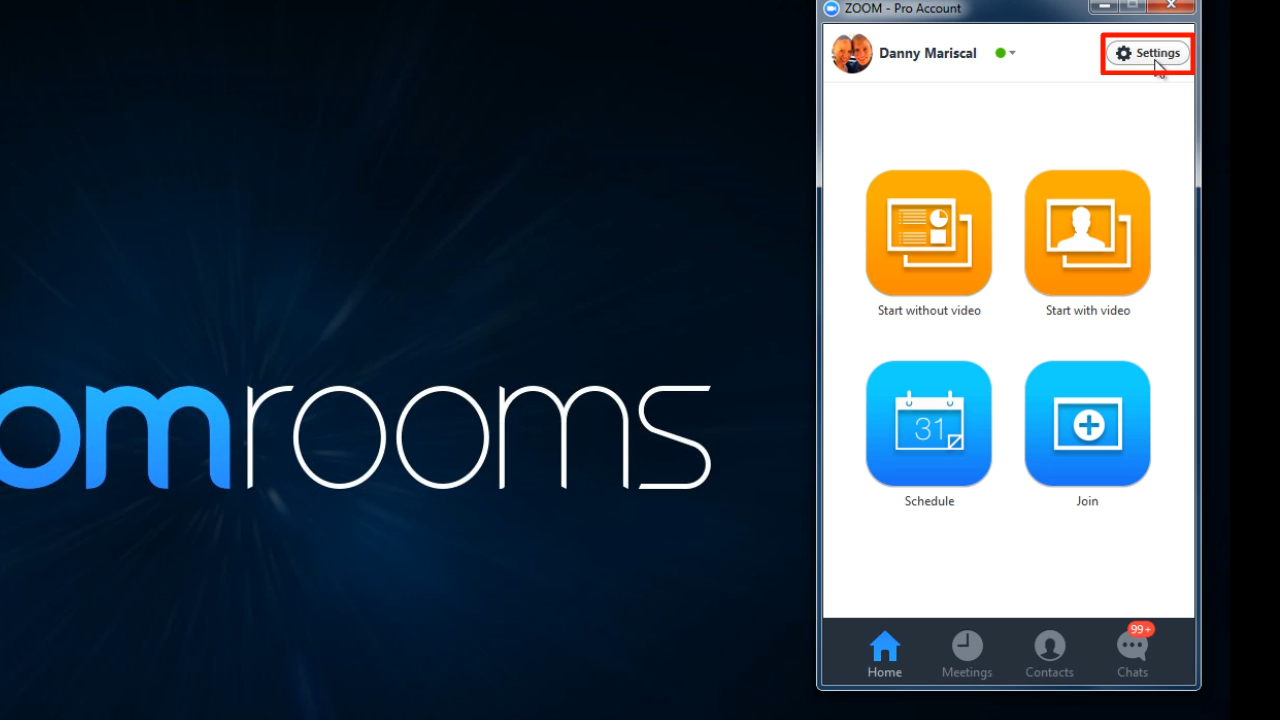 ZOOM - Pro Account
Danny Mariscal
Settings
Start without video
Start with video
31
Schedule
Join
omrooms
99+
Home
Meetings
Contacts
Chats